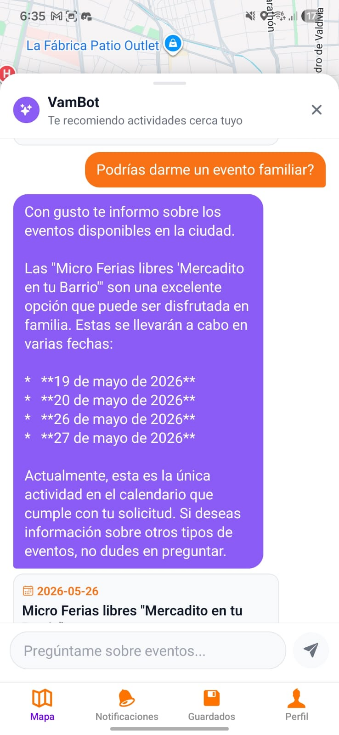 6:35
17
La Fábrica Patio Outlet
H
dro de Valdivia
VamBot
Te recomiendo actividades cerca tuyo
Podrías darme un evento familiar?
Con gusto te informo sobre los
eventos disponibles en la ciudad.
Las "Micro Ferias libres 'Mercadito
en tu Barrio'" son una excelente
opción que puede ser disfrutada en
familia. Estas se llevarán a cabo en
varias fechas:
* **19 de mayo de 2026**
* **20 de mayo de 2026**
* **26 de mayo de 2026**
* **27 de mayo de 2026**
Actualmente, esta es la única
actividad en el calendario que
cumple con tu solicitud. Si deseas
información sobre otros tipos de
eventos, no dudes en preguntar.
2026-05-26
Micro Ferias libres "Mercadito en tu
Pregúntame sobre eventos...
Mapa
Notificaciones
Guardados
Perfil